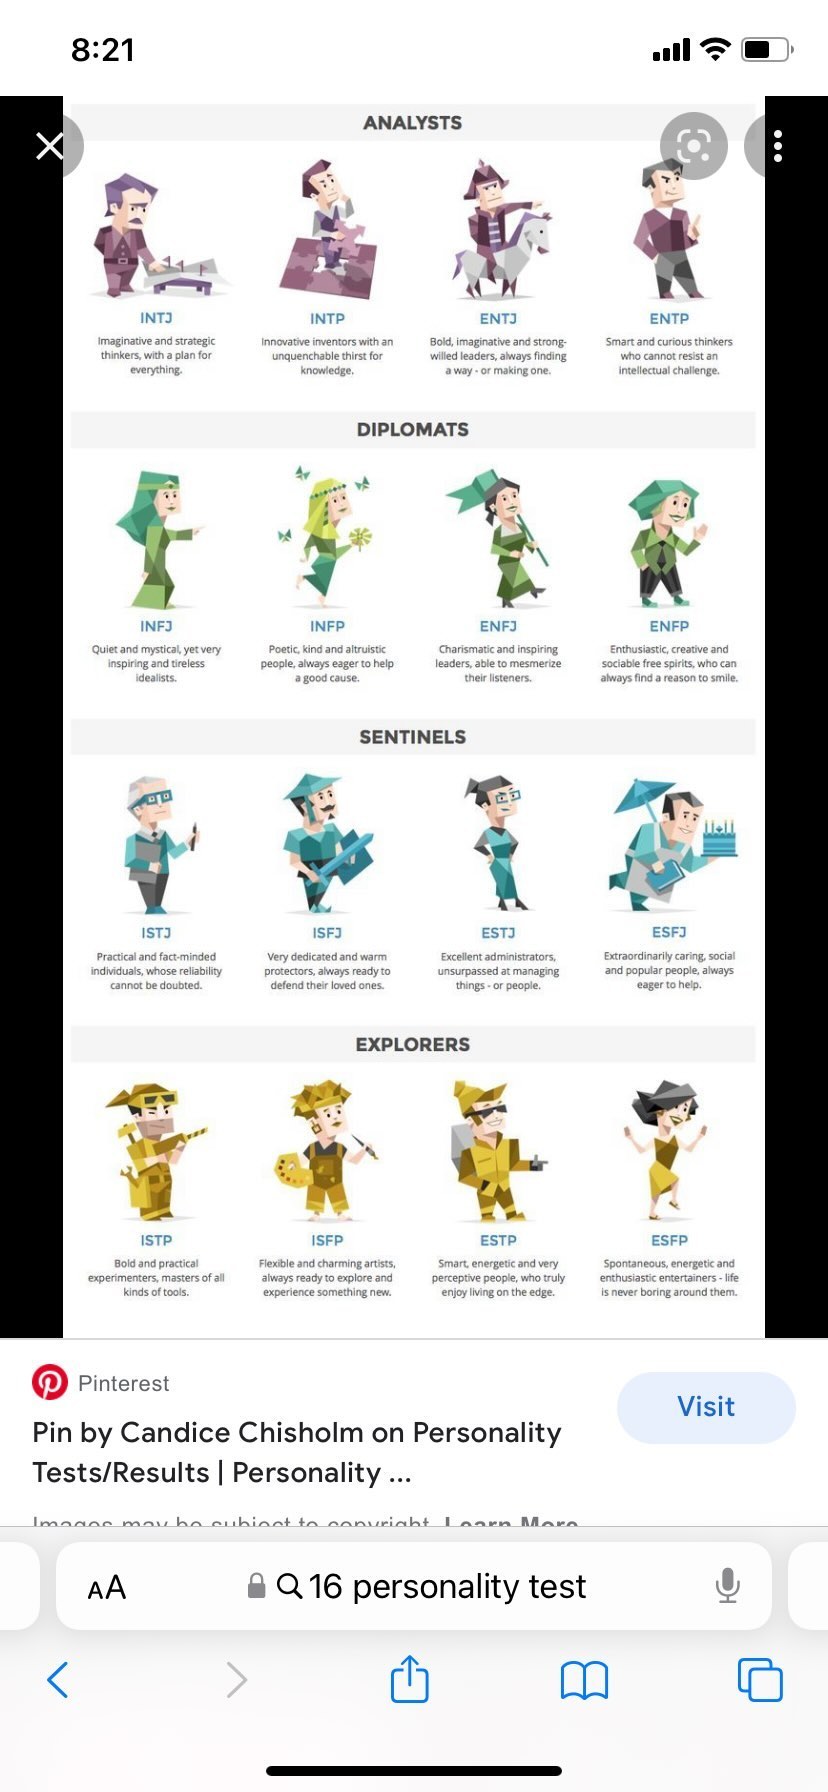 8:21
ANALYSTS
INTJ
Imaginative and strategic
thinkers, with a plan for
everything.
INTP
Innovative inventors with an
unquenchable thirst for
knowledge.
ENTJ
Bold, imaginative and strong-
willed leaders, always finding
a way - or making one.
ENTP
Smart and curious thinkers
who cannot resist an
intellectual challenge.
DIPLOMATS
INFJ
Quiet and mystical, yet very
inspiring and tireless
idealists.
INFP
Poetic, kind and altruistic
people, always eager to help
a good cause.
ENFJ
Charismatic and inspiring
leaders, able to mesmerize
their listeners.
ENFP
Enthusiastic, creative and
sociable free spirits, who can
always find a reason to smile.
SENTINELS
ISTJ
Practical and fact-minded
individuals, whose reliability
cannot be doubted.
ISFJ
Very dedicated and warm
protectors, always ready to
defend their loved ones.
ESTJ
Excellent administrators,
unsurpassed at managing
things - or people.
ESFJ
Extraordinarily caring, social
and popular people, always
eager to help.
EXPLORERS
ISTP
Bold and practical
experimenters, masters of all
kinds of tools.
ISFP
Flexible and charming artists,
always ready to explore and
experience something new.
ESTP
Smart, energetic and very
perceptive people, who truly
enjoy living on the edge.
ESFP
Spontaneous, energetic and
enthusiastic entertainers - life
is never boring around them.
Pinterest
Visit
Pin by Candice Chisholm on Personality
Tests/Results | Personality ...
Images may be subject to copyright. Learn More
AA
16 personality test